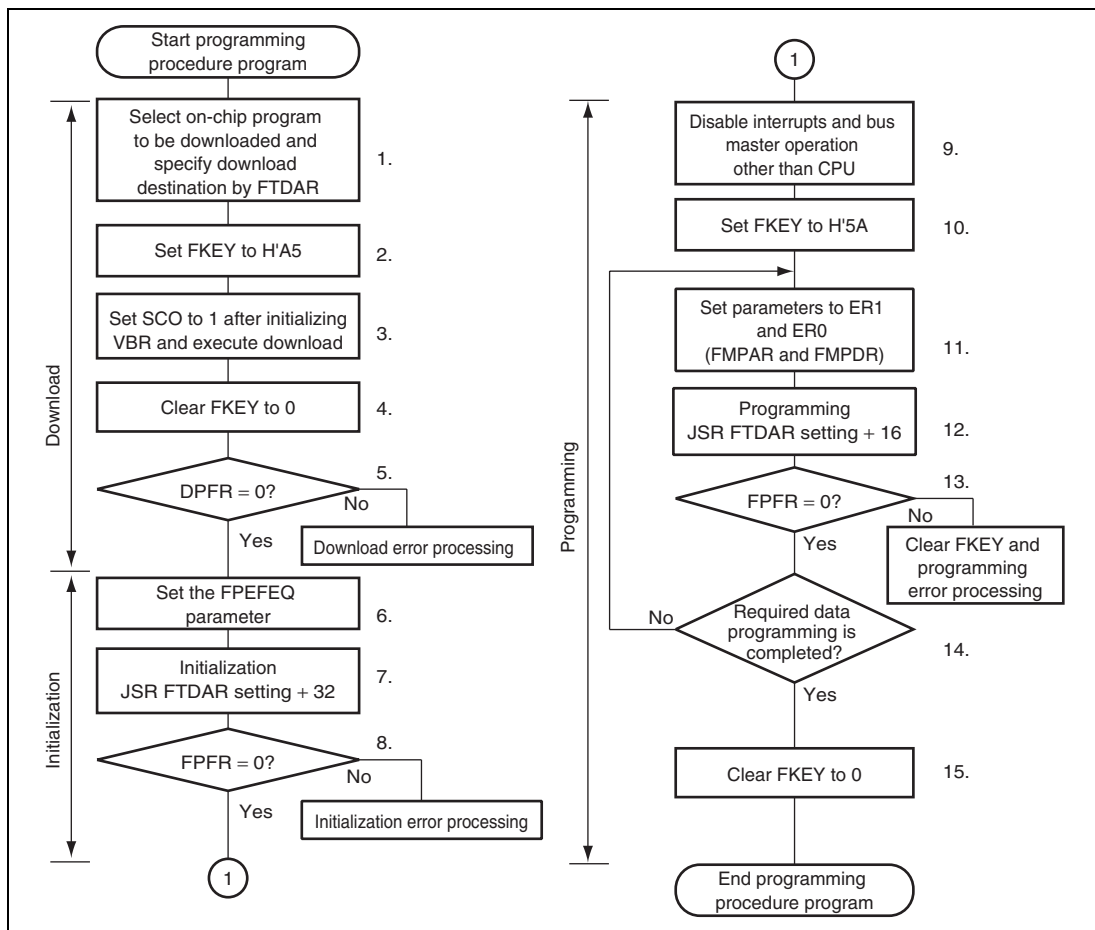 Start programming
procedure program
Download
Select on-chip program
to be downloaded and
specify download
destination by FTDAR
1.
Set FKEY to H'A5
2.
Set SCO to 1 after initializing
VBR and execute download
3.
Clear FKEY to 0
4.
DPFR = 0?
5.
No
Yes
Download error processing
Initialization
Set the FPEFEQ
parameter
6.
Initialization
JSR FTDAR setting + 32
7.
FPFR = 0?
8.
No
Yes
Initialization error processing
1
1
Programming
Disable interrupts and bus
master operation
other than CPU
9.
Set FKEY to H'5A
10.
Set parameters to ER1
and ER0
(FMPAR and FMPDR)
11.
Programming
JSR FTDAR setting + 16
12.
FPFR = 0?
13.
No
Yes
Clear FKEY and
programming
error processing
Required data
programming is
completed?
No
14.
Yes
Clear FKEY to 0
15.
End programming
procedure program